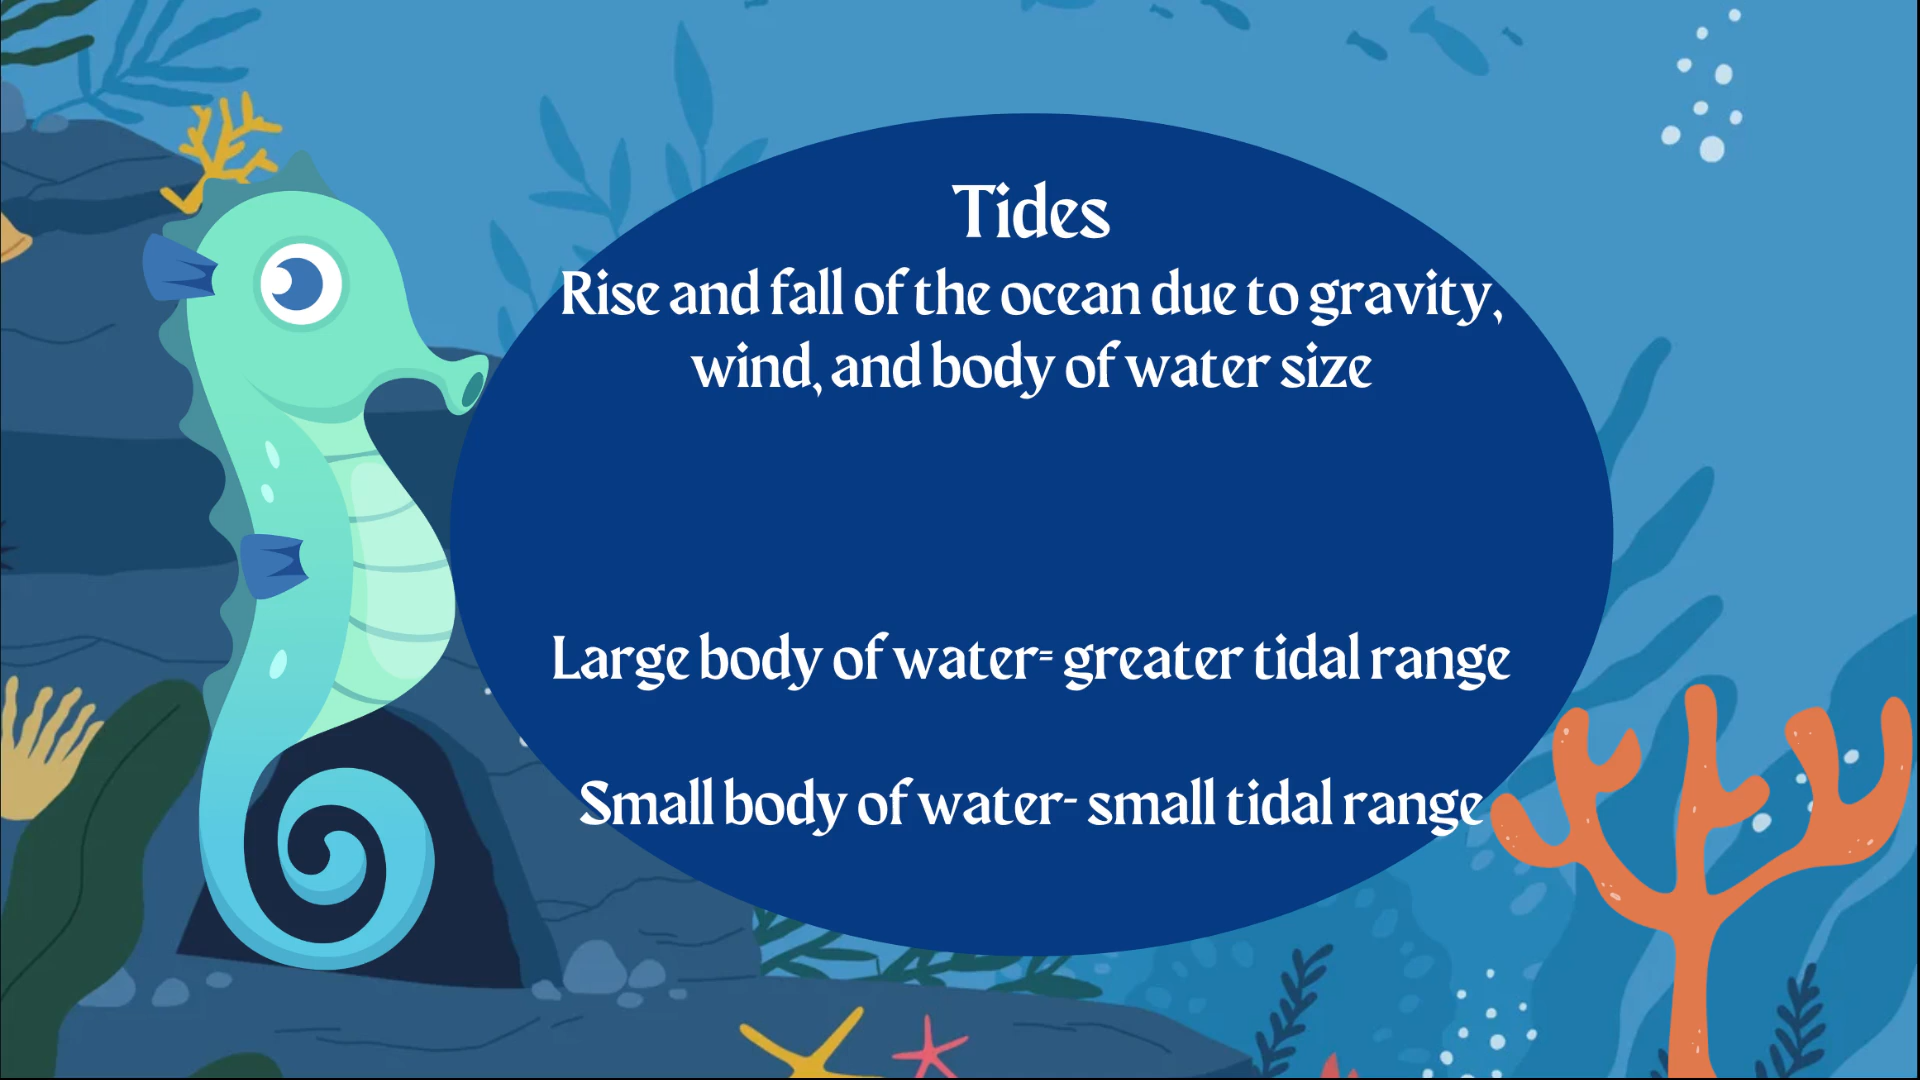 Tides
Rise and fall of the ocean due to gravity,
wind, and body of water size
Large body of water= greater tidal range
Small body of water- small tidal range